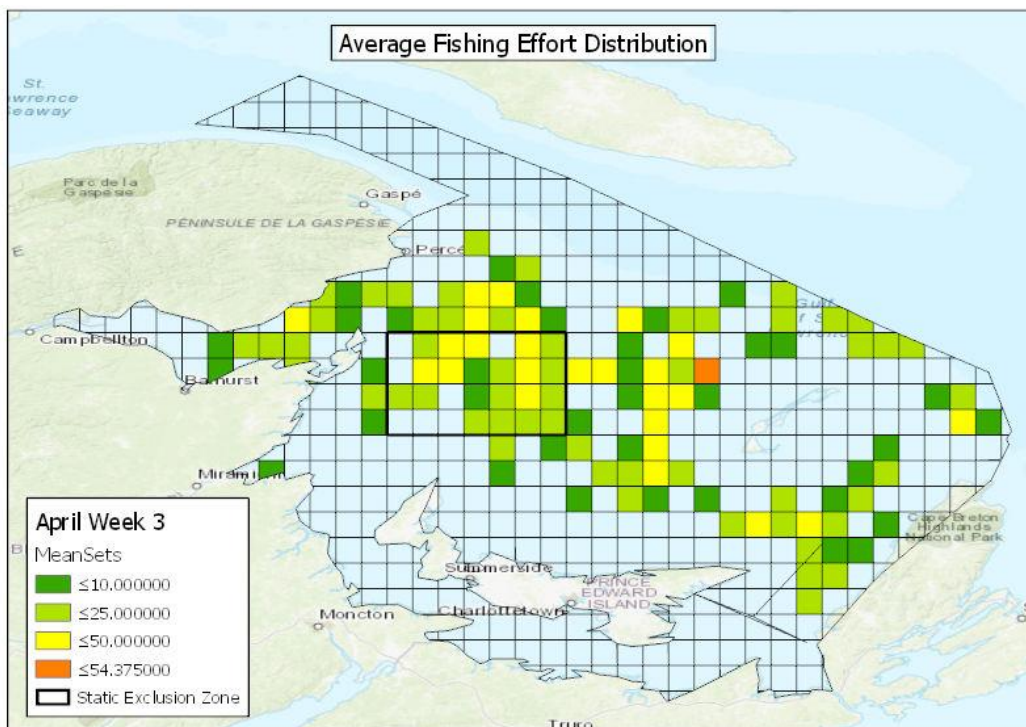 Average Fishing Effort Distribution
St.
Seaway
Parc de la
Gaspésie
Gaspé
PÉNINSULE DE LA GASPÉSIE
E
Percé
Gulf
Campbellton
Bathurst
Cape Breton
Highlands
National Park
Summerside
PRINCE
EDWARD
ISLAND
Charlottetown
Moncton
Truro
April Week 3
MeanSets
≤10.000000
≤25.000000
≤50.000000
≤54.375000
Static Exclusion Zone